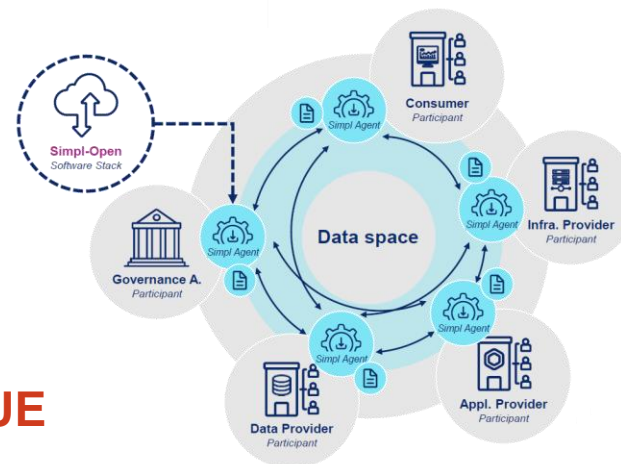 Consumer
Participant
Simpl Agent
Simpl-Open
Software Stack
Simpl Agent
Infra. Provider
Participant
Simpl Agent
Data space
Governance A.
Participant
Simpl Agent
Simpl Agent
Appl. Provider
Participant
Data Provider
Participant
UE